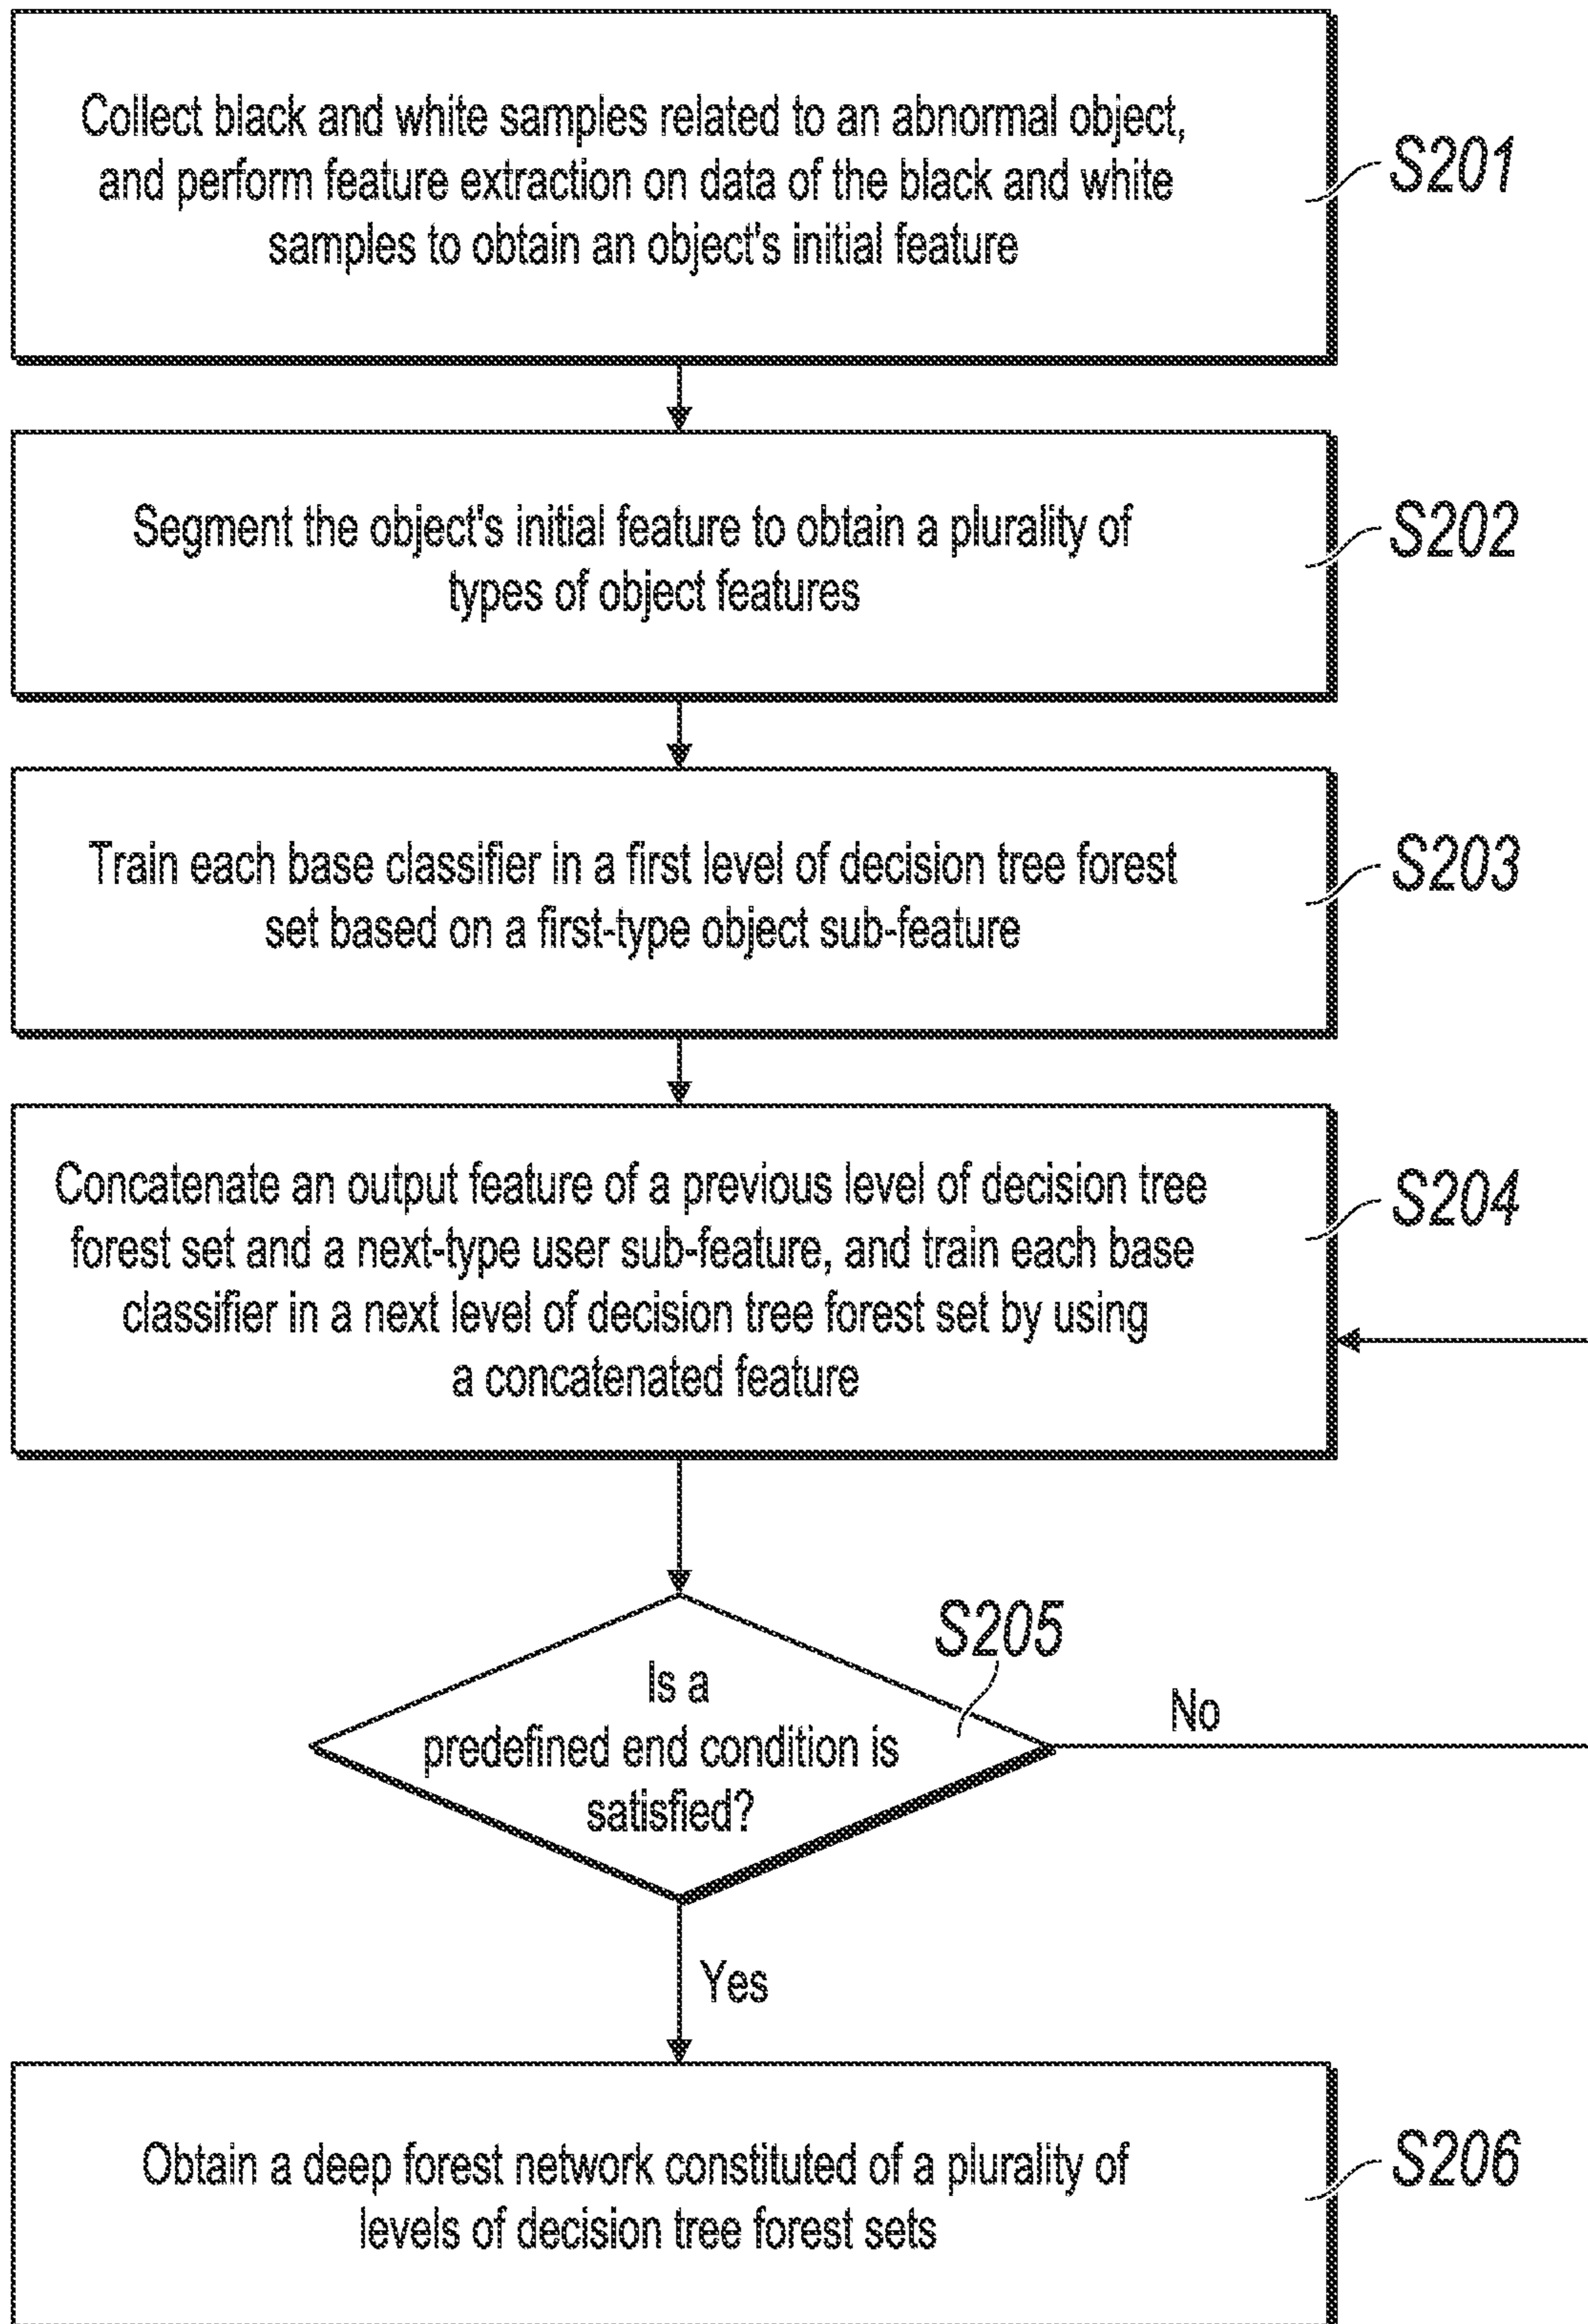 Collect black and white samples related to an abnormal object,
and perform feature extraction on data of the black and white
samples to obtain an object's initial feature
S201
Segment the object's initial feature to obtain a plurality of
types of object features
S202
Train each base classifier in a first level of decision tree forest
set based on a first-type object sub-feature
S203
Concatenate an output feature of a previous level of decision tree
forest set and a next-type user sub-feature, and train each base
classifier in a next level of decision tree forest set by using
a concatenated feature
S204
S205
Is a
predefined end condition is
satisfied?
No
Yes
Obtain a deep forest network constituted of a plurality of
levels of decision tree forest sets
S206